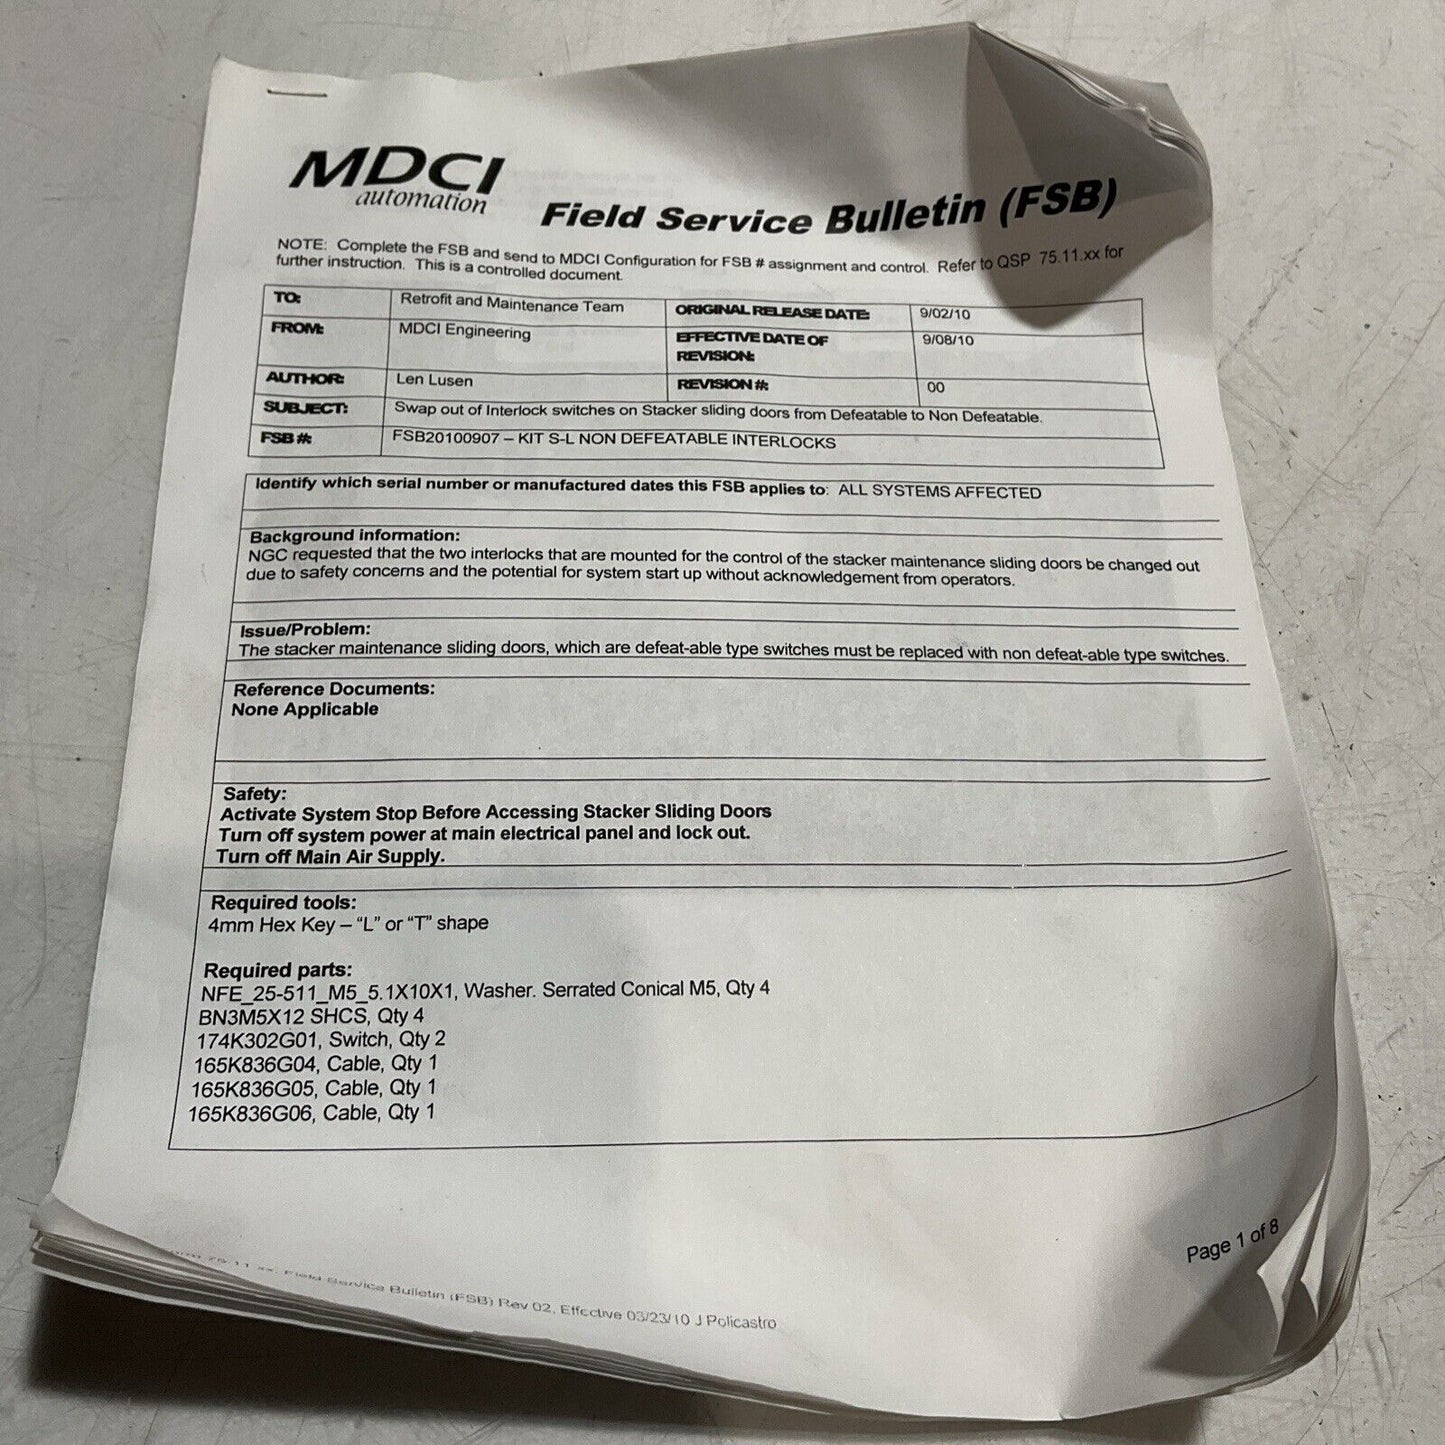 MDCI
automation
Field Service Bulletin (FSB)
NOTE: Complete the FSB and send to MDCI Configuration for FSB # assignment and control. Refer to QSP 75.11.xx for
further instruction. This is a controlled document.
TO: Retrofit and Maintenance Team ORIGINAL RELEASE DATE: 9/02/10
FROM: MDCI Engineering EFFECTIVE DATE OF 9/08/10
REVISION:
AUTHOR: Len Lusen REVISION #: 00
SUBJECT: Swap out of Interlock switches on Stacker sliding doors from Defeatable to Non Defeatable.
FSB #: FSB20100907 – KIT S-L NON DEFEATABLE INTERLOCKS
Identify which serial number or manufactured dates this FSB applies to: ALL SYSTEMS AFFECTED
Background information:
NGC requested that the two interlocks that are mounted for the control of the stacker maintenance sliding doors be changed out
due to safety concerns and the potential for system start up without acknowledgement from operators.
Issue/Problem:
The stacker maintenance sliding doors, which are defeat-able type switches must be replaced with non defeat-able type switches.
Reference Documents:
None Applicable
Safety:
Activate System Stop Before Accessing Stacker Sliding Doors
Turn off system power at main electrical panel and lock out.
Turn off Main Air Supply.
Required tools:
4mm Hex Key – “L” or “T” shape
Required parts:
NFE_25-511_M5_5.1X10X1, Washer. Serrated Conical M5, Qty 4
BN3M5X12 SHCS, Qty 4
174K302G01, Switch, Qty 2
165K836G04, Cable, Qty 1
165K836G05, Cable, Qty 1
165K836G06, Cable, Qty 1
Page 1 of 8
75.11.xx, Field Service Bulletin (FSB) Rev 02, Effective 03/23/10 J Policastro